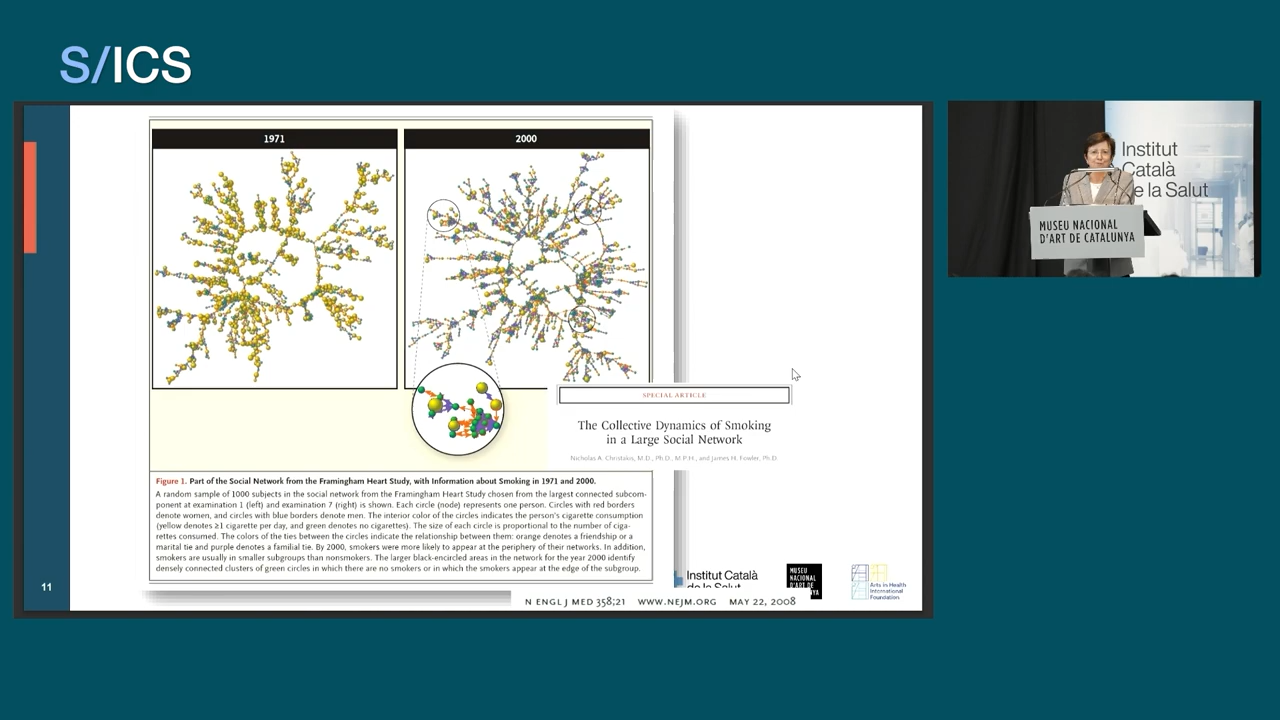 S/ICS
1971
2000
SPECIAL ARTICLE
The Collective Dynamics of Smoking
in a Large Social Network
Nicholas A. Christakis, M.D., Ph.D., M.P.H., and James H. Fowler, Ph.D.
Figure 1. Part of the Social Network from the Framingham Heart Study, with Information about Smoking in 1971 and 2000.
A random sample of 1000 subjects in the social network from the Framingham Heart Study chosen from the largest connected subcom-
ponent at examination 1 (left) and examination 7 (right) is shown. Each circle (node) represents one person. Circles with red borders
denote women, and circles with blue borders denote men. The interior color of the circles indicates the person's cigarette consumption
(yellow denotes ≥1 cigarette per day, and green denotes no cigarettes). The size of each circle is proportional to the number of ciga-
rettes consumed. The colors of the ties between the circles indicate the relationship between them: orange denotes a friendship or a
marital tie and purple denotes a familial tie. By 2000, smokers were more likely to appear at the periphery of their networks. In addition,
smokers are usually in smaller subgroups than nonsmokers. The larger black-encircled areas in the network for the year 2000 identify
densely connected clusters of green circles in which there are no smokers or in which the smokers appear at the edge of the subgroup.
11
Institut Català
de la Salut
MUSEU
NACIONAL
D'ART DE
Arts in Health
International
Foundation
N ENGL J MED 358;21 WWW.NEJM.ORG MAY 22, 2008
Institut
Català
de la Salut
MUSEU NACIONAL
D'ART DE CATALUNYA